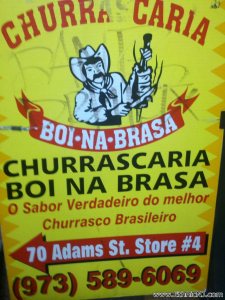 CHURRASCARIA
BOI·NA·BRASA
CHURRASCARIA
BOI NA BRASA
O Sabor Verdadeiro do melhor
Churrasco Brasileiro
70 Adams St. Store #4
(973) 589-6069